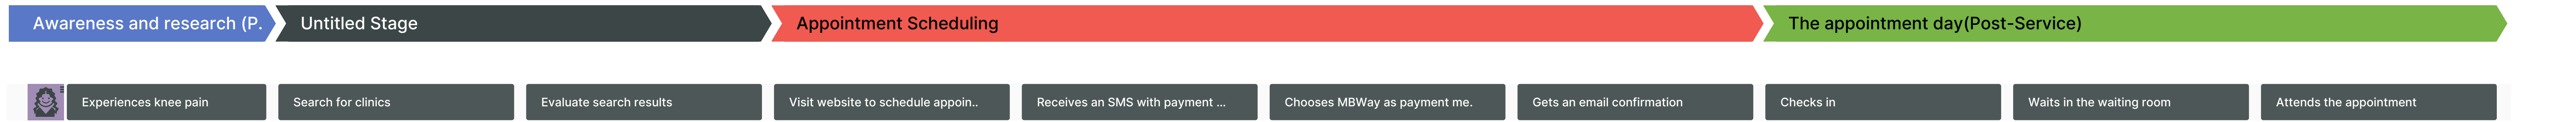 Awareness and research (P.
Untitled Stage
Appointment Scheduling
The appointment day(Post-Service)
Experiences knee pain
Search for clinics
Evaluate search results
Visit website to schedule appoin..
Receives an SMS with payment ...
Chooses MBWay as payment me.
Gets an email confirmation
Checks in
Waits in the waiting room
Attends the appointment